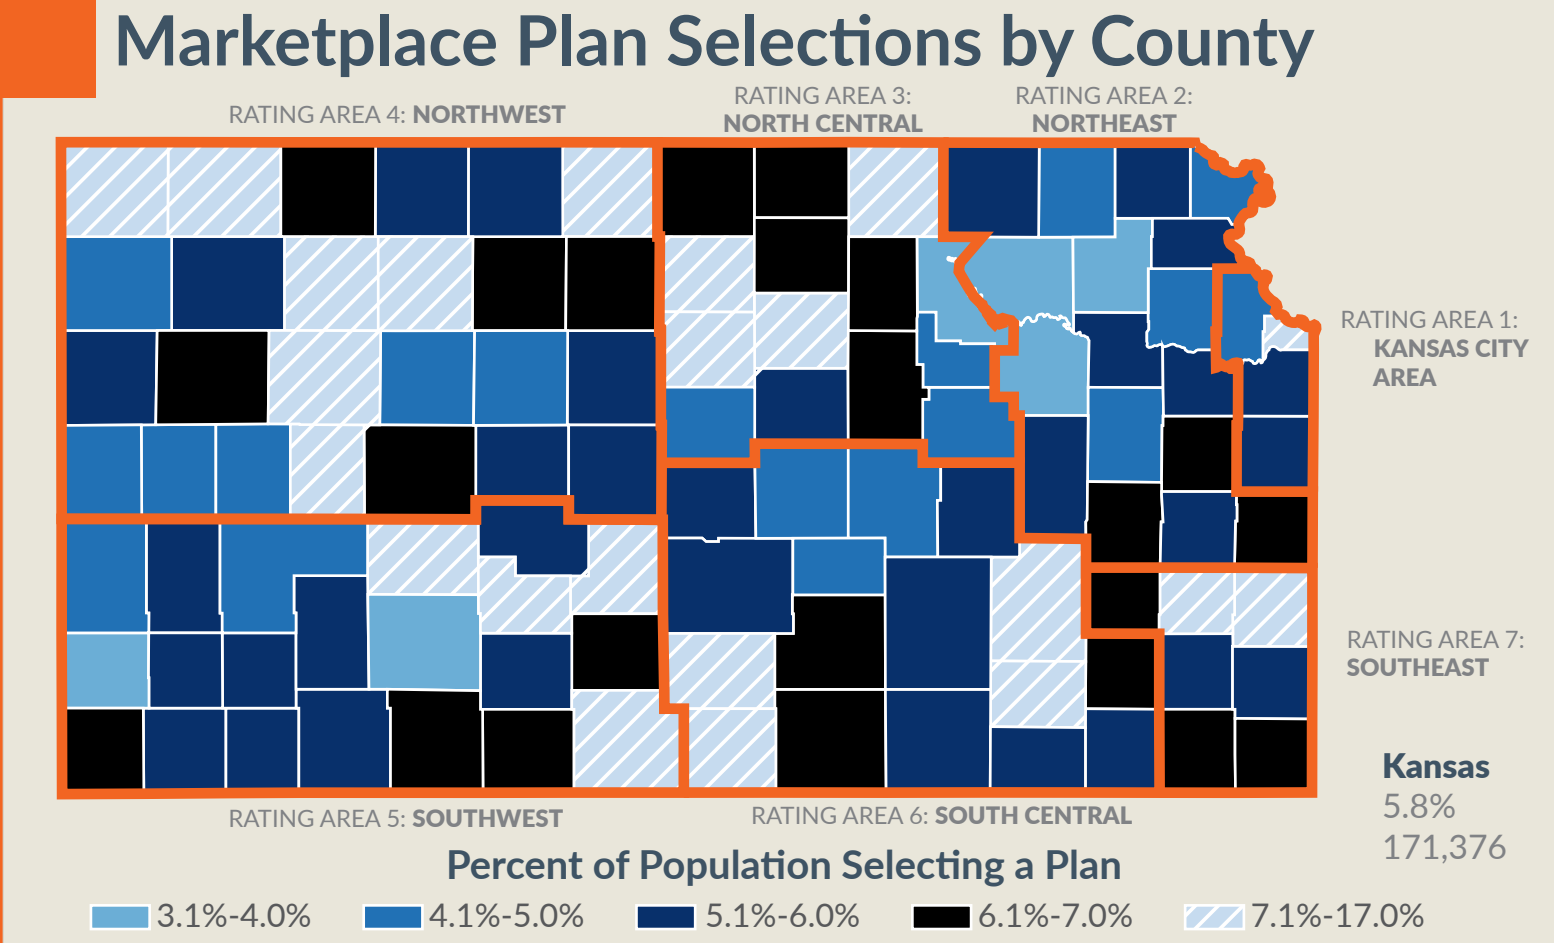 Marketplace Plan Selections by County
RATING AREA 4: NORTHWEST
RATING AREA 3:
NORTH CENTRAL
RATING AREA 2:
NORTHEAST
RATING AREA 1:
KANSAS CITY
AREA
RATING AREA 7:
SOUTHEAST
Kansas
5.8%
171,376
RATING AREA 5: SOUTHWEST
RATING AREA 6: SOUTH CENTRAL
Percent of Population Selecting a Plan
3.1%-4.0%
4.1%-5.0%
5.1%-6.0%
6.1%-7.0%
7.1%-17.0%